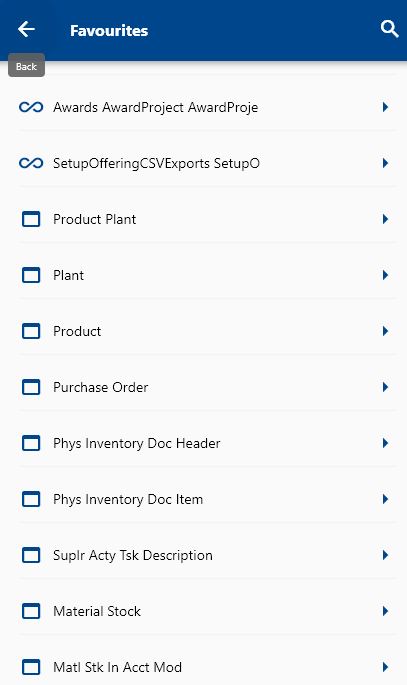 Favourites
Back
Awards AwardProject AwardProje
SetupOfferingCSVExports SetupO
Product Plant
Plant
Product
Purchase Order
Phys Inventory Doc Header
Phys Inventory Doc Item
Suplr Acty Tsk Description
Material Stock
Matl Stk In Acct Mod